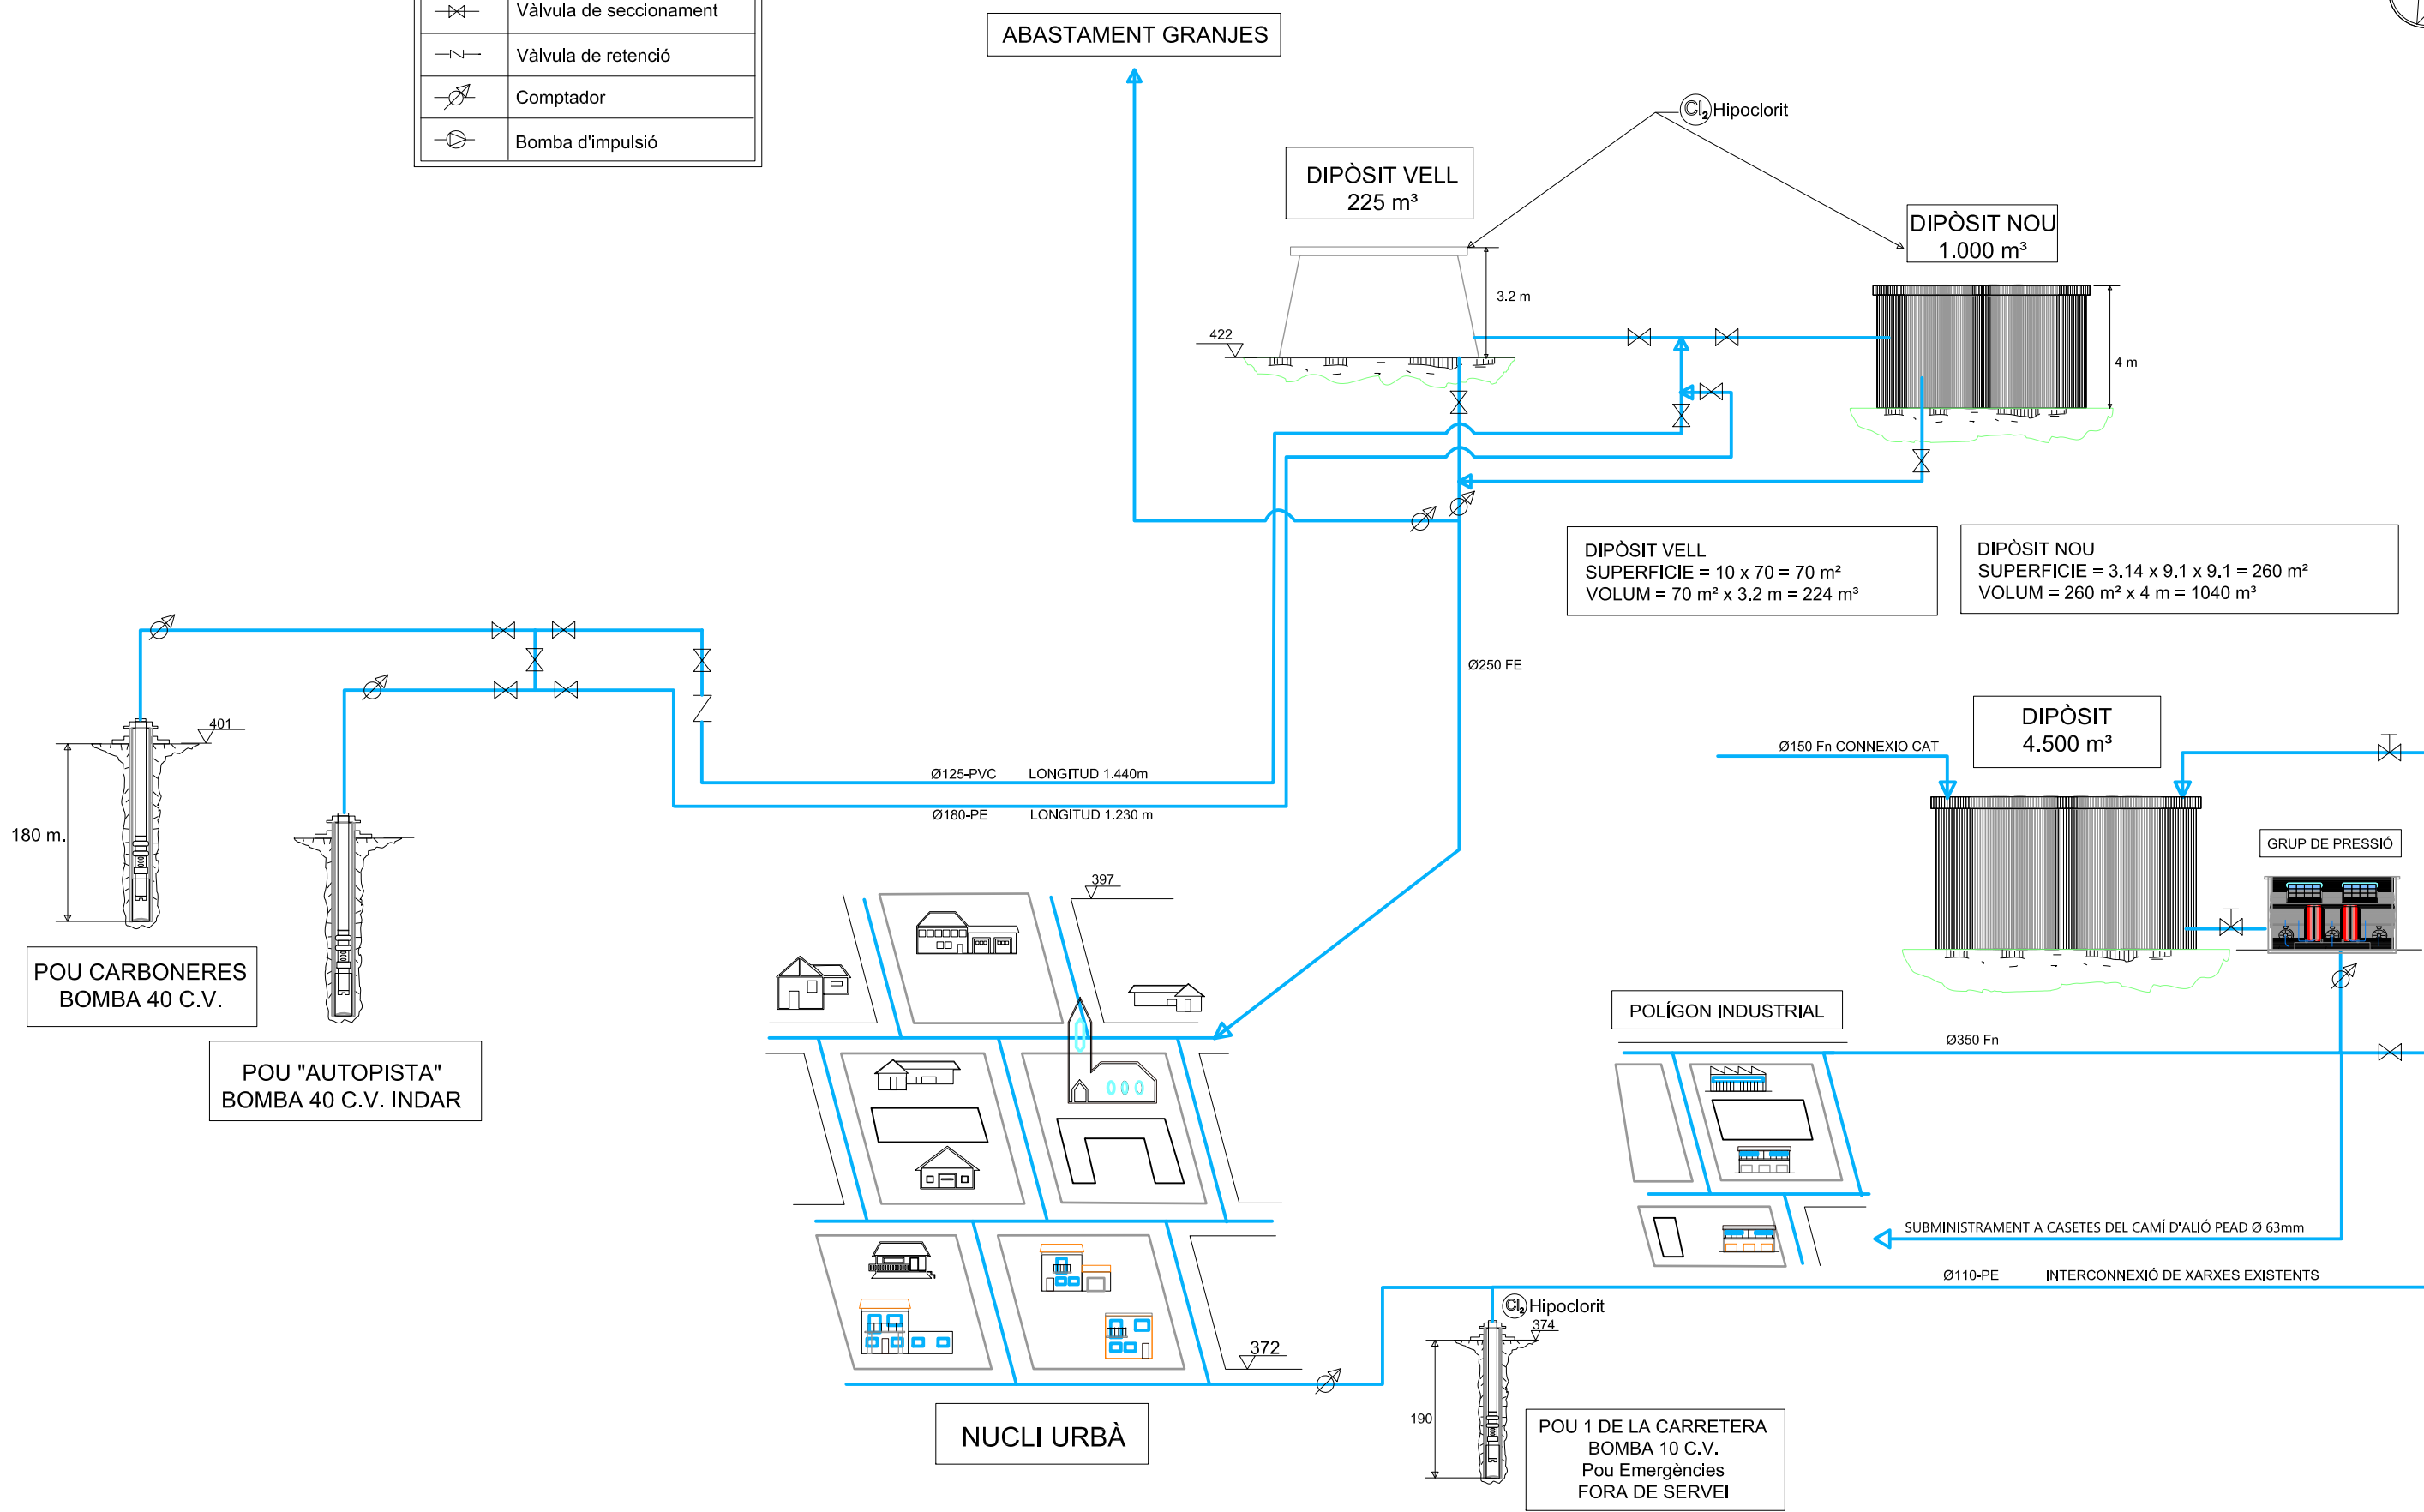 Vàlvula de seccionament
Vàlvula de retenció
Comptador
Bomba d'impulsió
ABASTAMENT GRANJES
Cl₂ Hipoclorit
DIPÒSIT VELL
225 m³
DIPÒSIT NOU
1.000 m³
3.2 m
422
4 m
DIPÒSIT VELL
SUPERFICIE = 10 x 70 = 70 m²
VOLUM = 70 m² x 3.2 m = 224 m³
DIPÒSIT NOU
SUPERFICIE = 3.14 x 9.1 x 9.1 = 260 m²
VOLUM = 260 m² x 4 m = 1040 m³
Ø250 FE
401
180 m.
Ø125-PVC LONGITUD 1.440m
Ø180-PE LONGITUD 1.230 m
POU CARBONERES
BOMBA 40 C.V.
POU "AUTOPISTA"
BOMBA 40 C.V. INDAR
DIPÒSIT
4.500 m³
Ø150 Fn CONNEXIO CAT
GRUP DE PRESSIÓ
397
POLÍGON INDUSTRIAL
Ø350 Fn
SUBMINISTRAMENT A CASETES DEL CAMÍ D'ALIÓ PEAD Ø 63mm
Ø110-PE INTERCONNEXIÓ DE XARXES EXISTENTS
Cl₂ Hipoclorit
374
372
190
NUCLI URBÀ
POU 1 DE LA CARRETERA
BOMBA 10 C.V.
Pou Emergències
FORA DE SERVEI